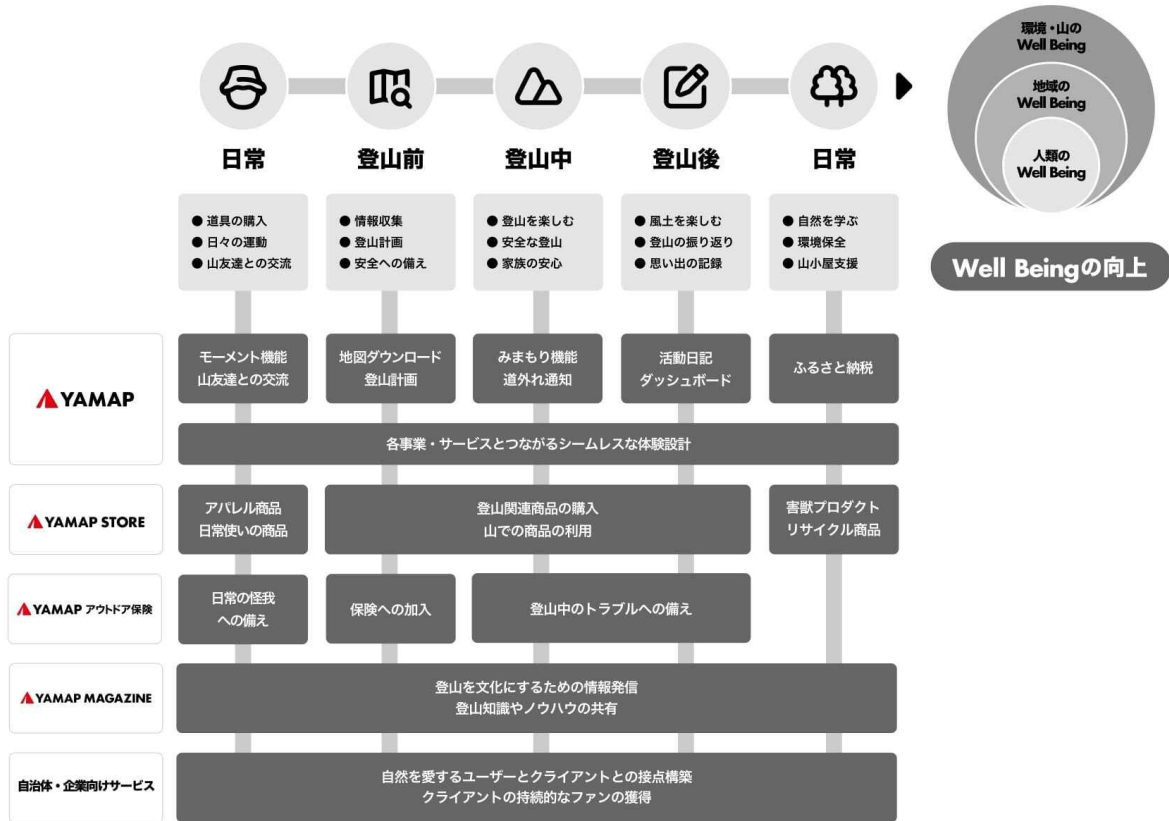 環境・山の
Well Being
地域の
Well Being
人類の
Well Being
Well Beingの向上
日常
登山前
登山中
登山後
日常
● 道具の購入
● 日々の運動
● 山友達との交流
● 情報収集
● 登山計画
● 安全への備え
● 登山を楽しむ
● 安全な登山
● 家族の安心
● 風土を楽しむ
● 登山の振り返り
● 思い出の記録
● 自然を学ぶ
● 環境保全
● 山小屋支援
YAMAP
モーメント機能
山友達との交流
地図ダウンロード
登山計画
みまもり機能
道外れ通知
活動日記
ダッシュボード
ふるさと納税
各事業・サービスとつながるシームレスな体験設計
YAMAP STORE
アパレル商品
日常使いの商品
登山関連商品の購入
山での商品の利用
害獣プロダクト
リサイクル商品
YAMAP アウトドア保険
日常の怪我
への備え
保険への加入
登山中のトラブルへの備え
YAMAP MAGAZINE
登山を文化にするための情報発信
登山知識やノウハウの共有
自治体・企業向けサービス
自然を愛するユーザーとクライアントとの接点構築
クライアントの持続的なファンの獲得